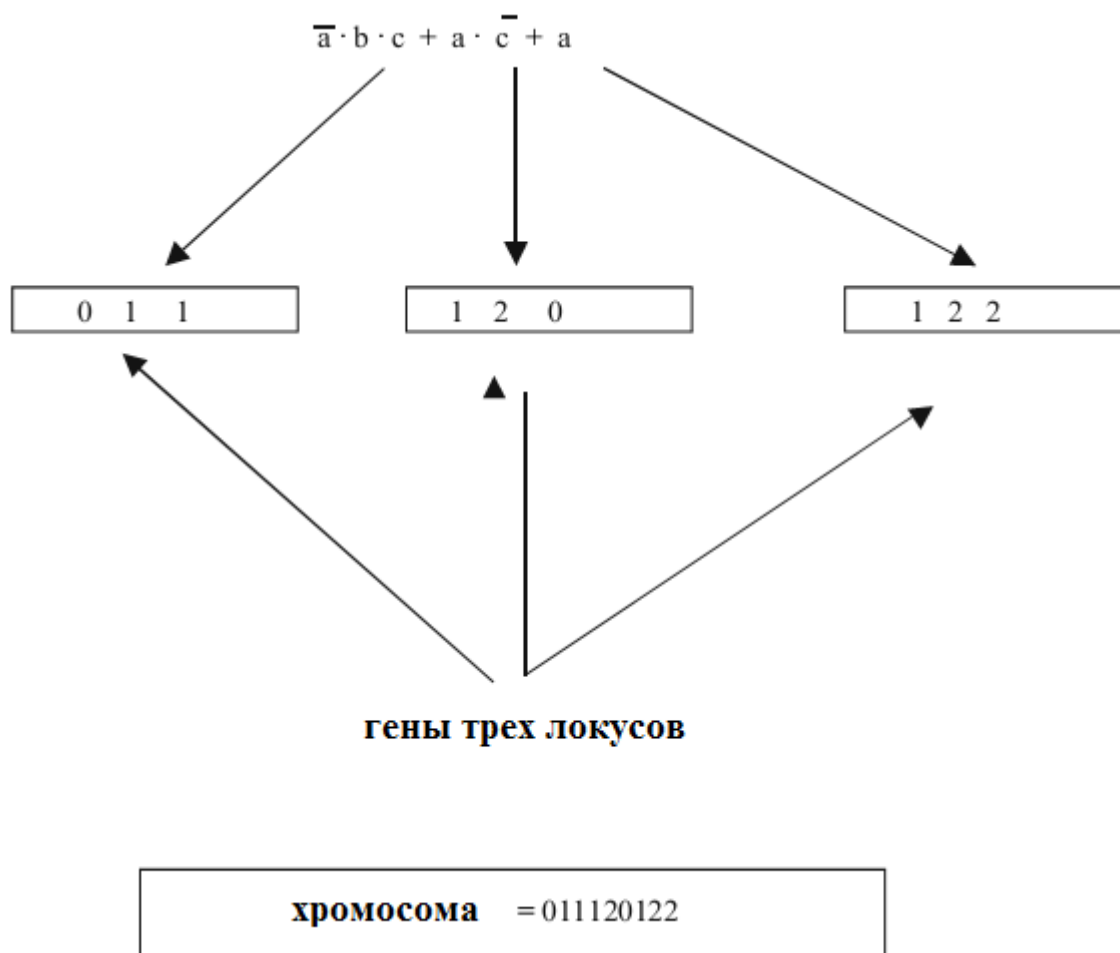 a̅ · b · c + a · c̅ + a
0 1 1
1 2 0
1 2 2
гены трех локусов
хромосома = 011120122